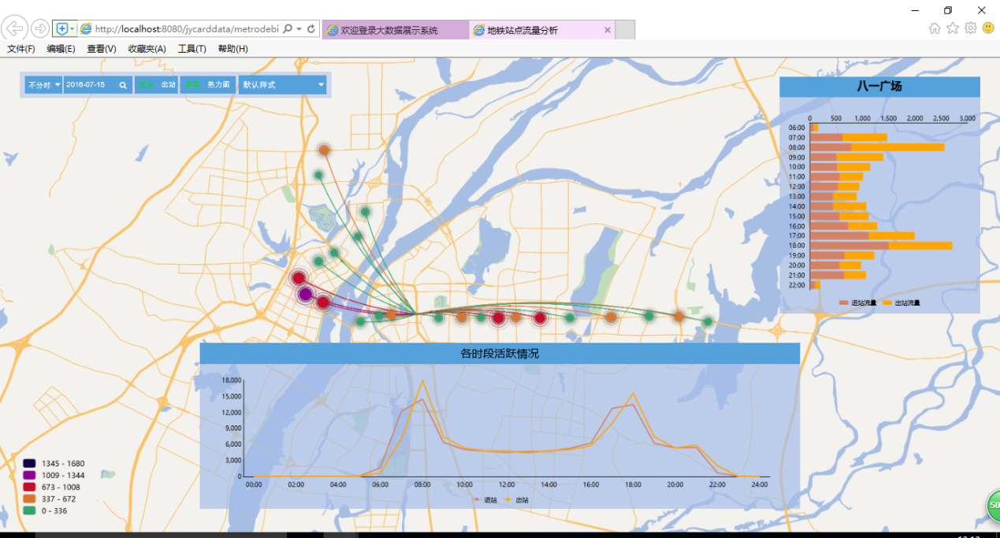 http://localhost:8080/jycarddata/metrodebi
欢迎登录大数据展示系统
地铁站点流量分析
文件(F) 编辑(E) 查看(V) 收藏夹(A) 工具(T) 帮助(H)
不分时 2016-07-15 进站 出站 热力图 默认样式
八一广场
0 500 1,000 1,500 2,000 2,500 3,000
06:00
07:00
08:00
09:00
10:00
11:00
12:00
13:00
14:00
15:00
16:00
17:00
18:00
19:00
20:00
21:00
22:00
进站流量 出站流量
各时段活跃情况
18,000
15,000
12,000
9,000
6,000
3,000
0
00:00 02:00 04:00 06:00 08:00 10:00 12:00 14:00 16:00 18:00 20:00 22:00 24:00
进站 出站
1345 - 1680
1009 - 1344
673 - 1008
337 - 672
0 - 336
50